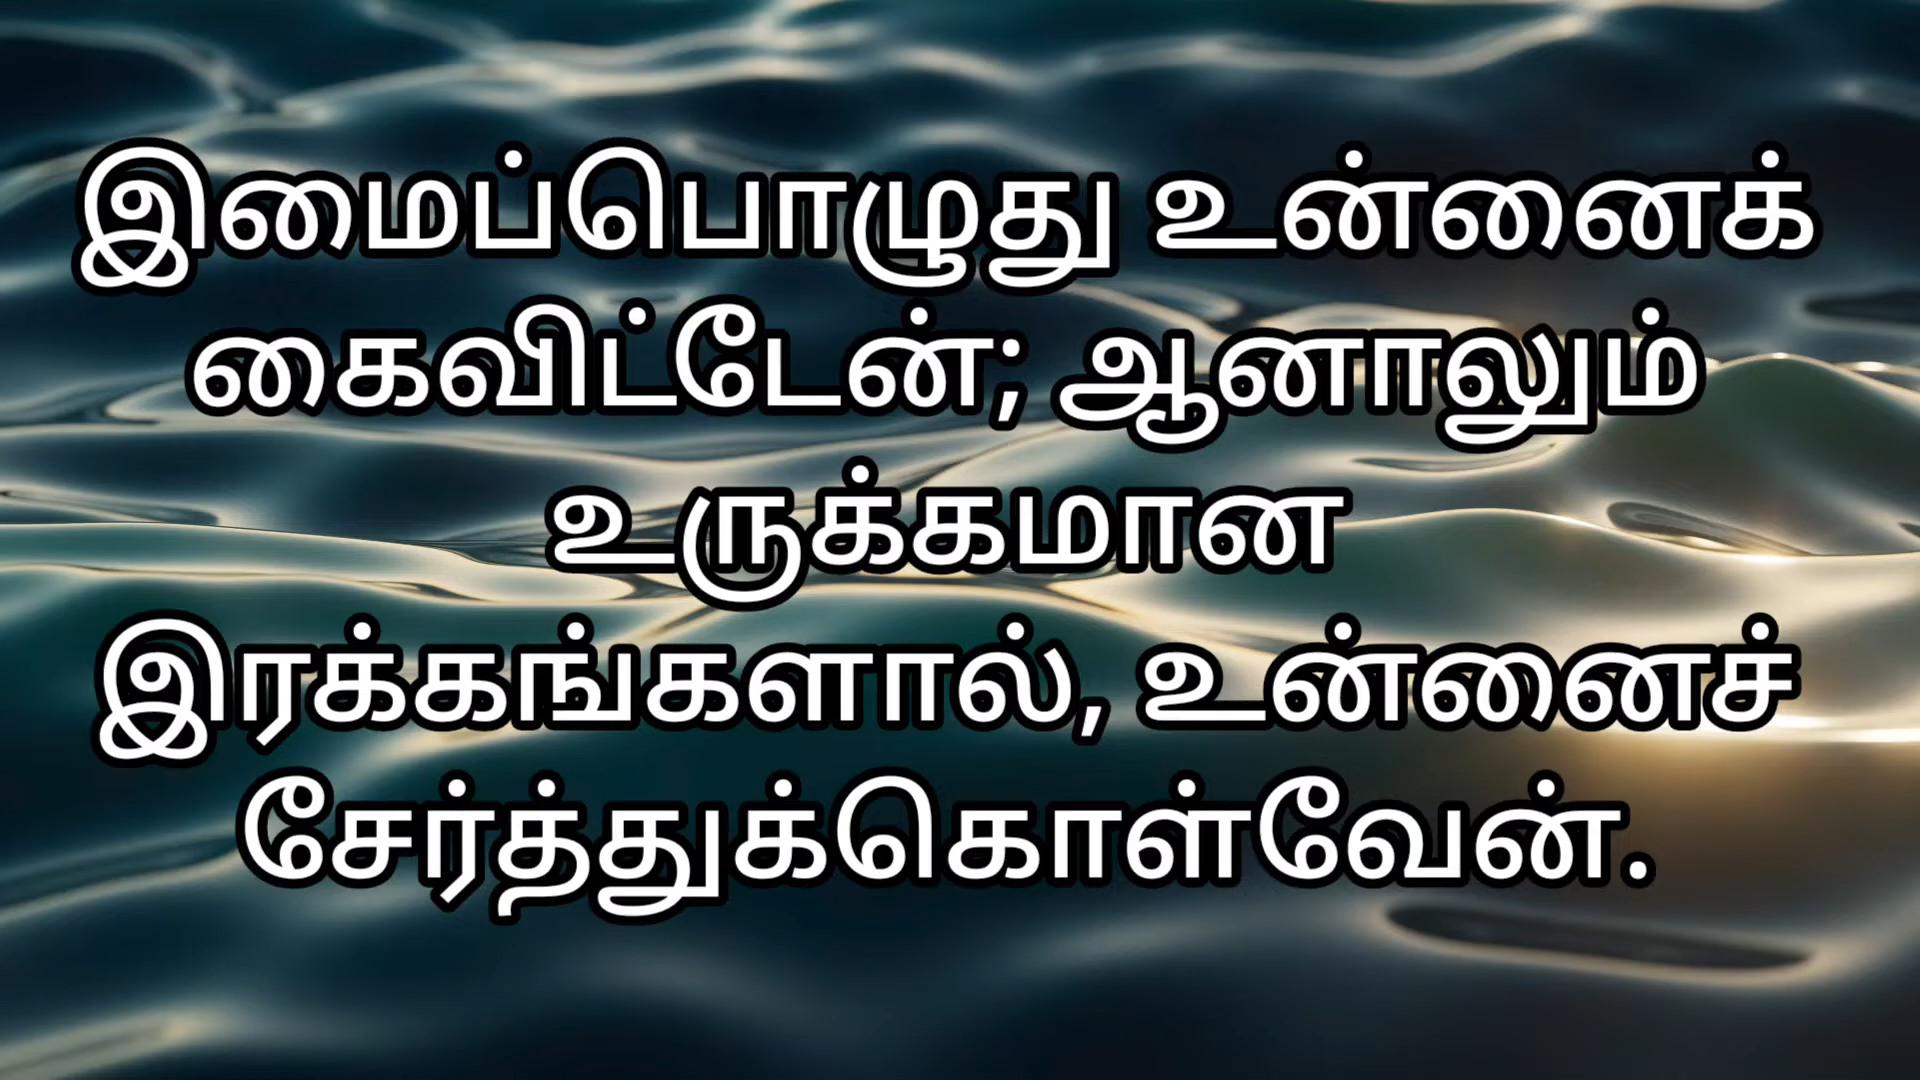 இமைப்பொழுது உன்னைக்
கைவிட்டேன்; ஆனாலும்
உருக்கமான
இரக்கங்களால், உன்னைச்
சேர்த்துக்கொள்வேன்.